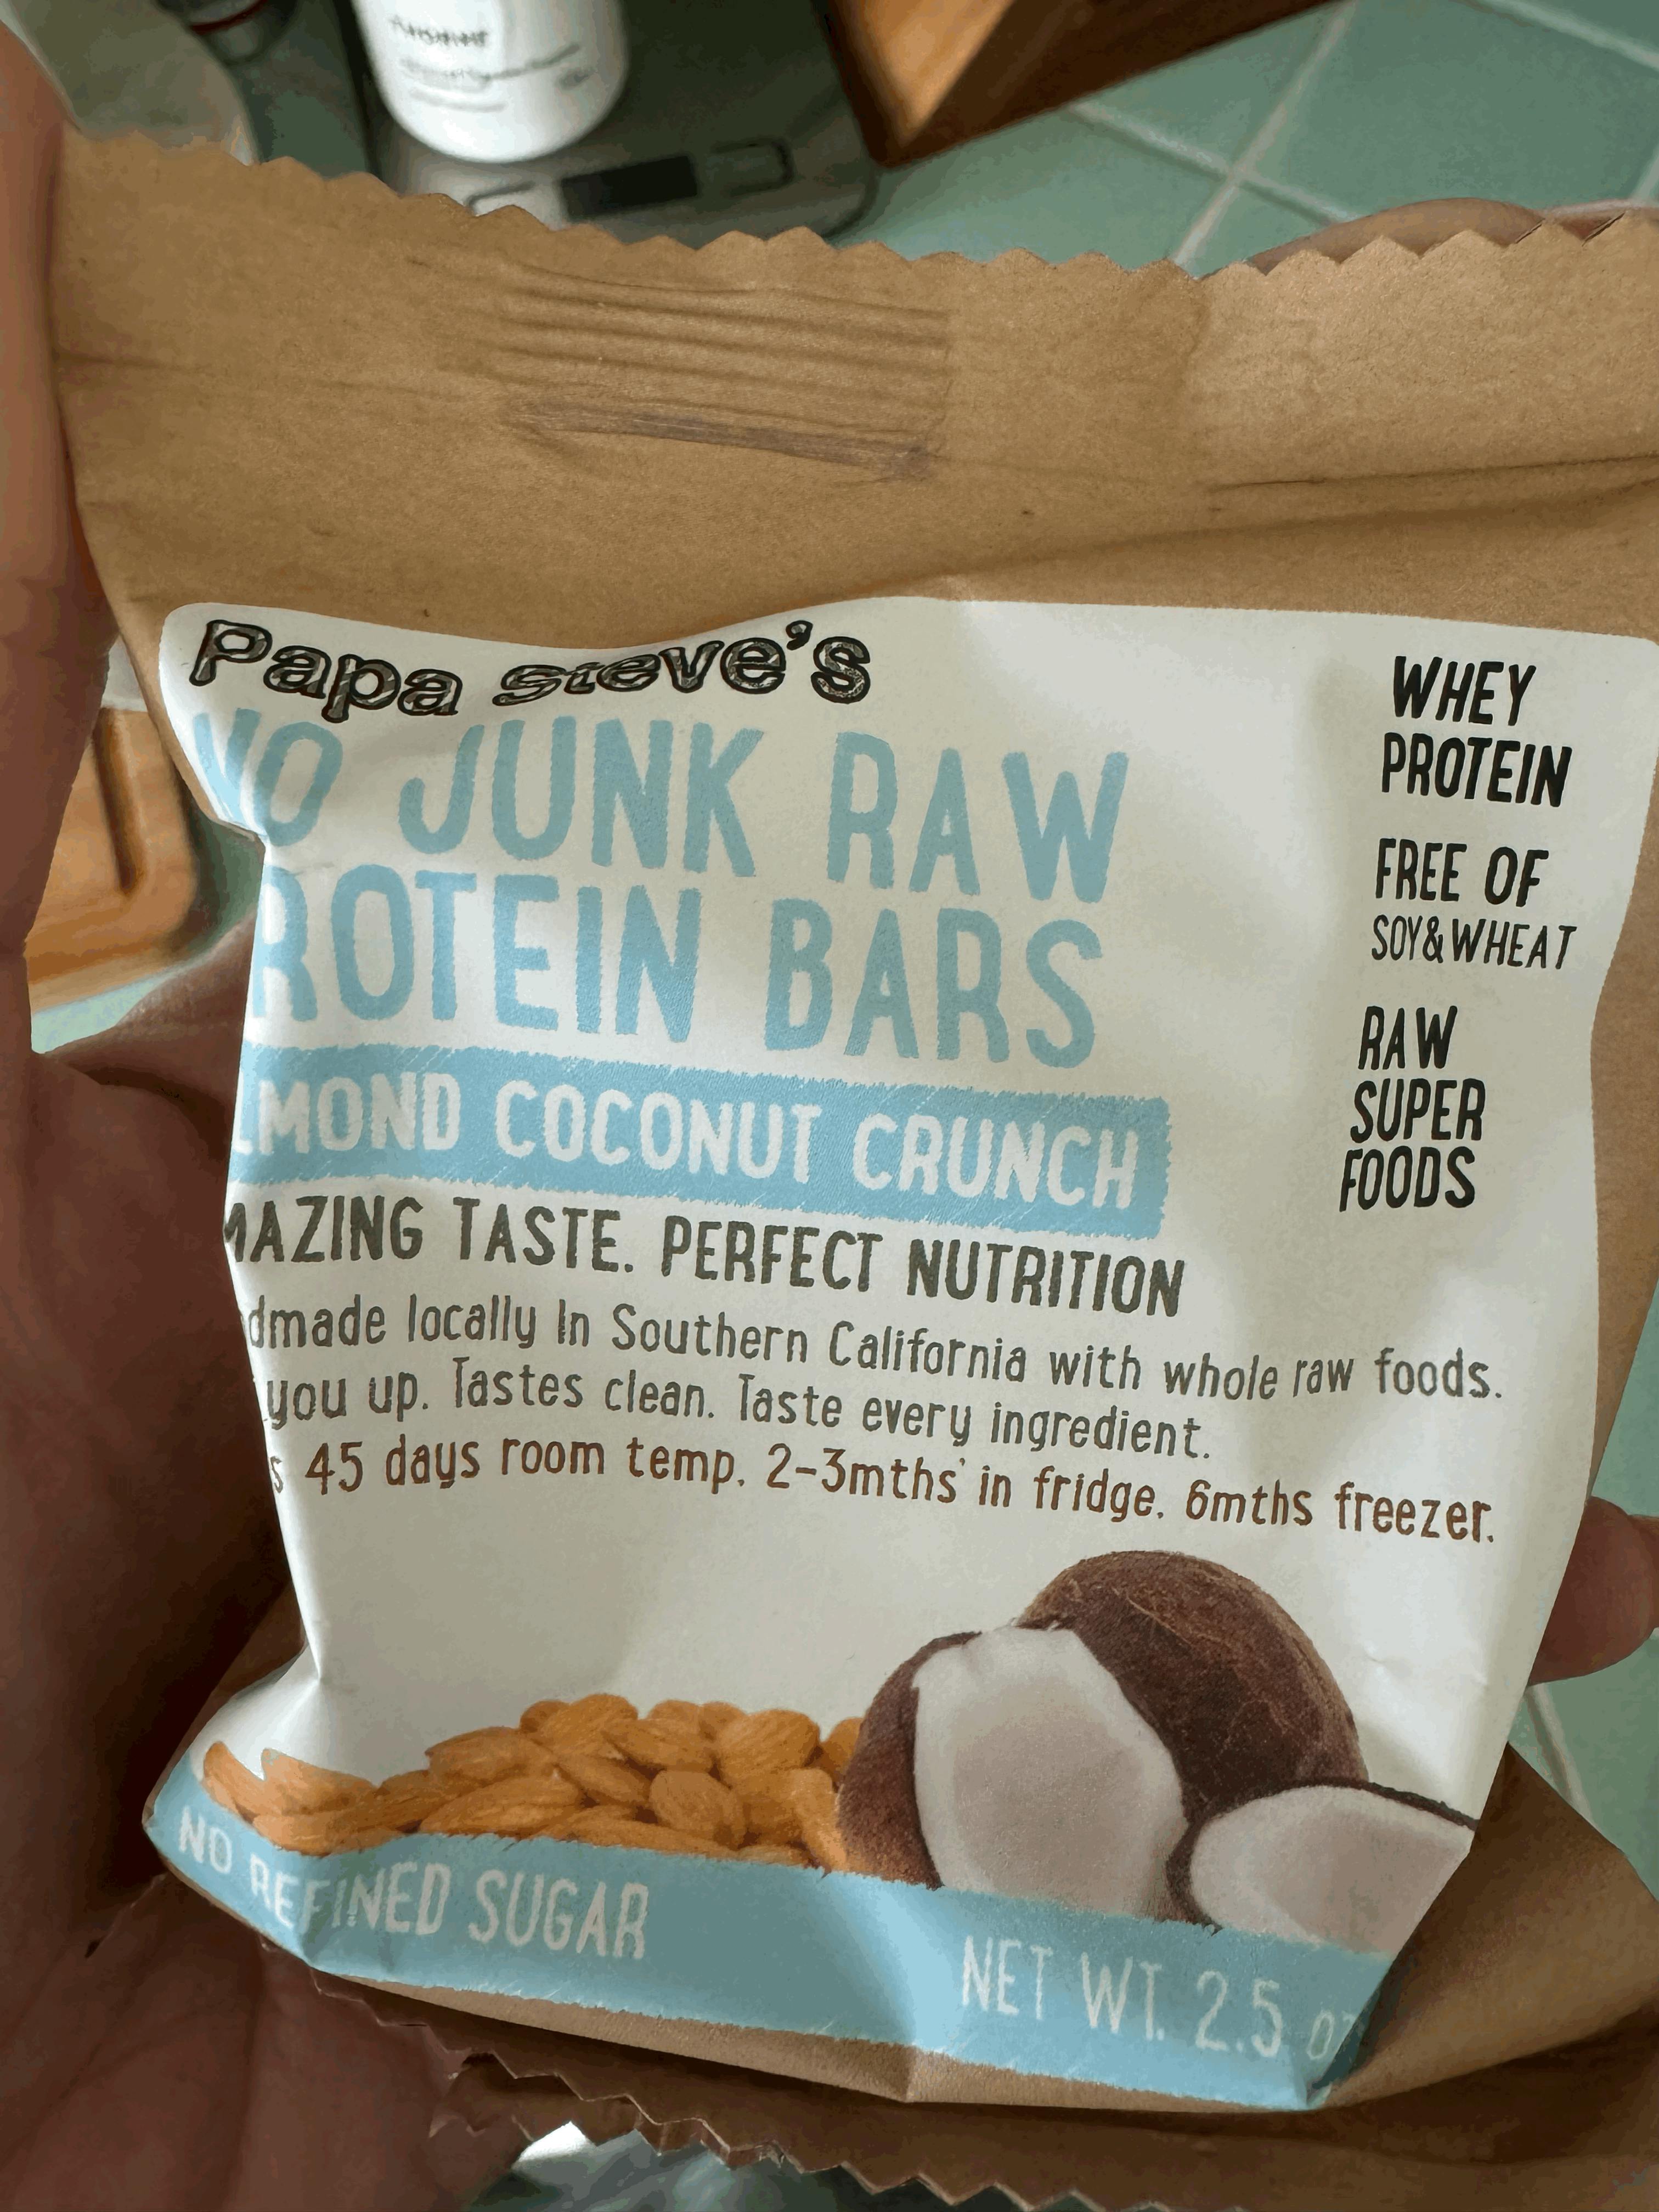 Papa Steve's
NO JUNK RAW
ROTEIN BARS
LMOND COCONUT CRUNCH
MAZING TASTE. PERFECT NUTRITION
dmade locally In Southern California with whole raw foods.
you up. Tastes clean. Taste every ingredient.
s 45 days room temp. 2-3mths' in fridge. 6mths freezer.
WHEY
PROTEIN
FREE OF
SOY&WHEAT
RAW
SUPER
FOODS
NO REFINED SUGAR
NET WT. 2.5 oz